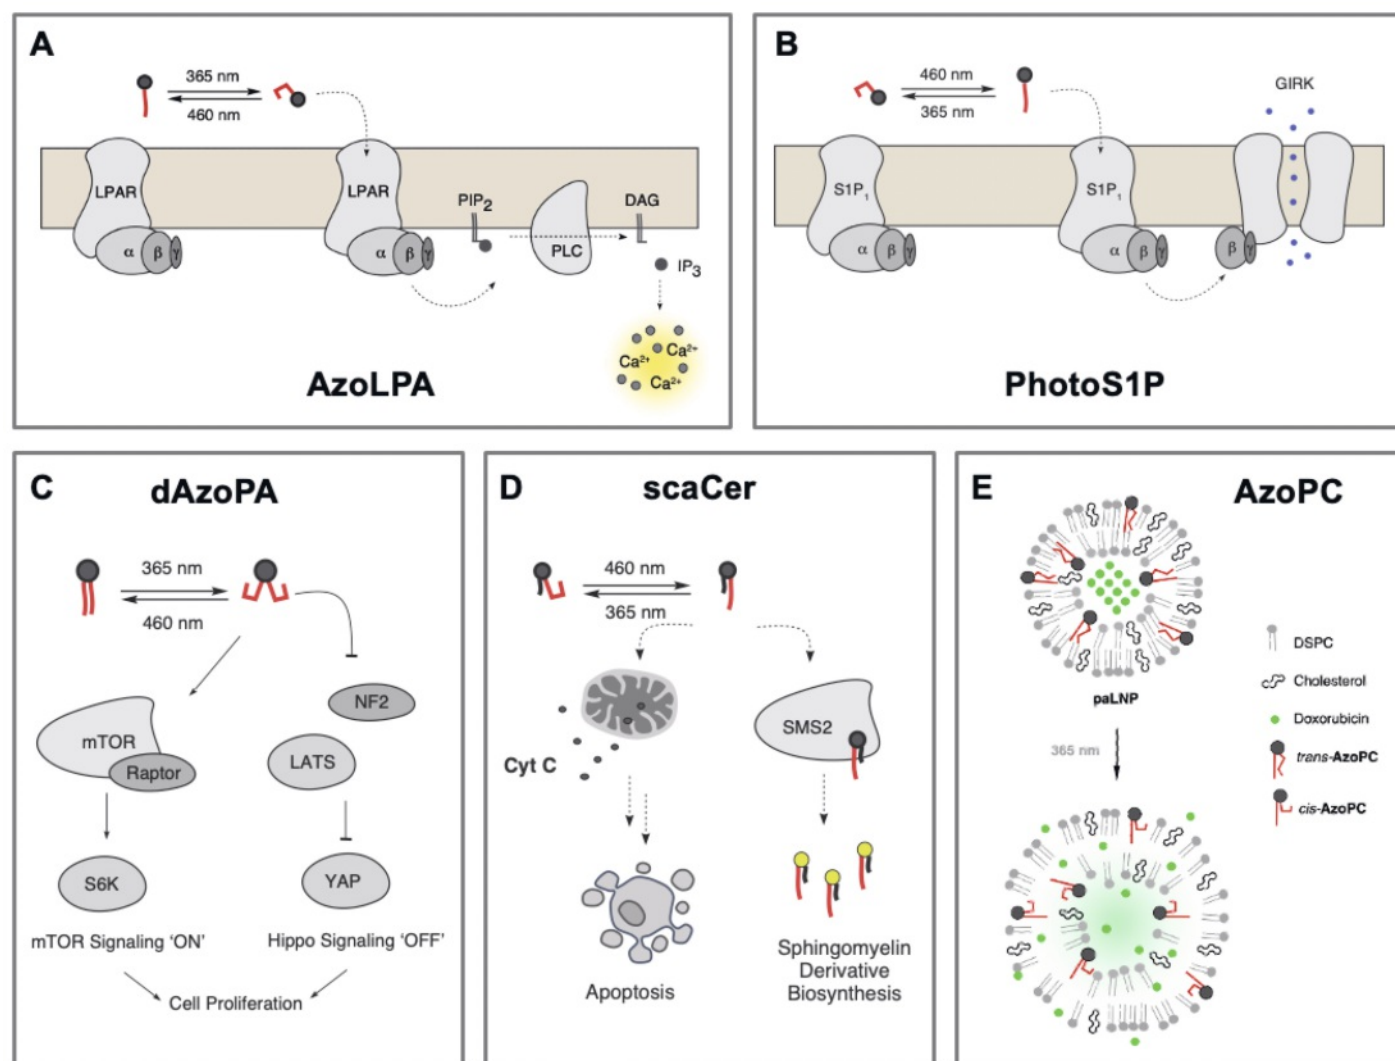 A
365 nm
460 nm
LPAR
α β γ
LPAR
α β γ
PIP2
PLC
DAG
IP3
Ca2+
Ca2+
Ca2+
AzoLPA
B
460 nm
365 nm
GIRK
S1P1
α β γ
S1P1
α β γ
β γ
PhotoS1P
C
dAzoPA
365 nm
460 nm
NF2
mTOR
Raptor
LATS
S6K
YAP
mTOR Signaling ‘ON’
Hippo Signaling ‘OFF’
Cell Proliferation
D
scaCer
460 nm
365 nm
SMS2
Cyt C
Apoptosis
Sphingomyelin
Derivative
Biosynthesis
E
AzoPC
paLNP
365 nm
DSPC
Cholesterol
Doxorubicin
trans-AzoPC
cis-AzoPC